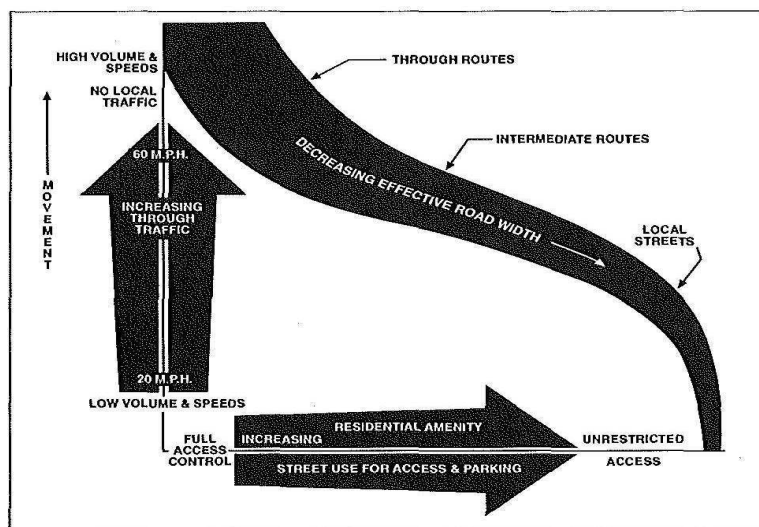 HIGH VOLUME &
SPEEDS
NO LOCAL
TRAFFIC
THROUGH ROUTES
INTERMEDIATE ROUTES
DECREASING EFFECTIVE ROAD WIDTH
LOCAL
STREETS
MOVEMENT
60 M.P.H.
INCREASING
THROUGH
TRAFFIC
20 M.P.H.
LOW VOLUME & SPEEDS
FULL
ACCESS
CONTROL
RESIDENTIAL AMENITY
INCREASING
STREET USE FOR ACCESS & PARKING
UNRESTRICTED
ACCESS